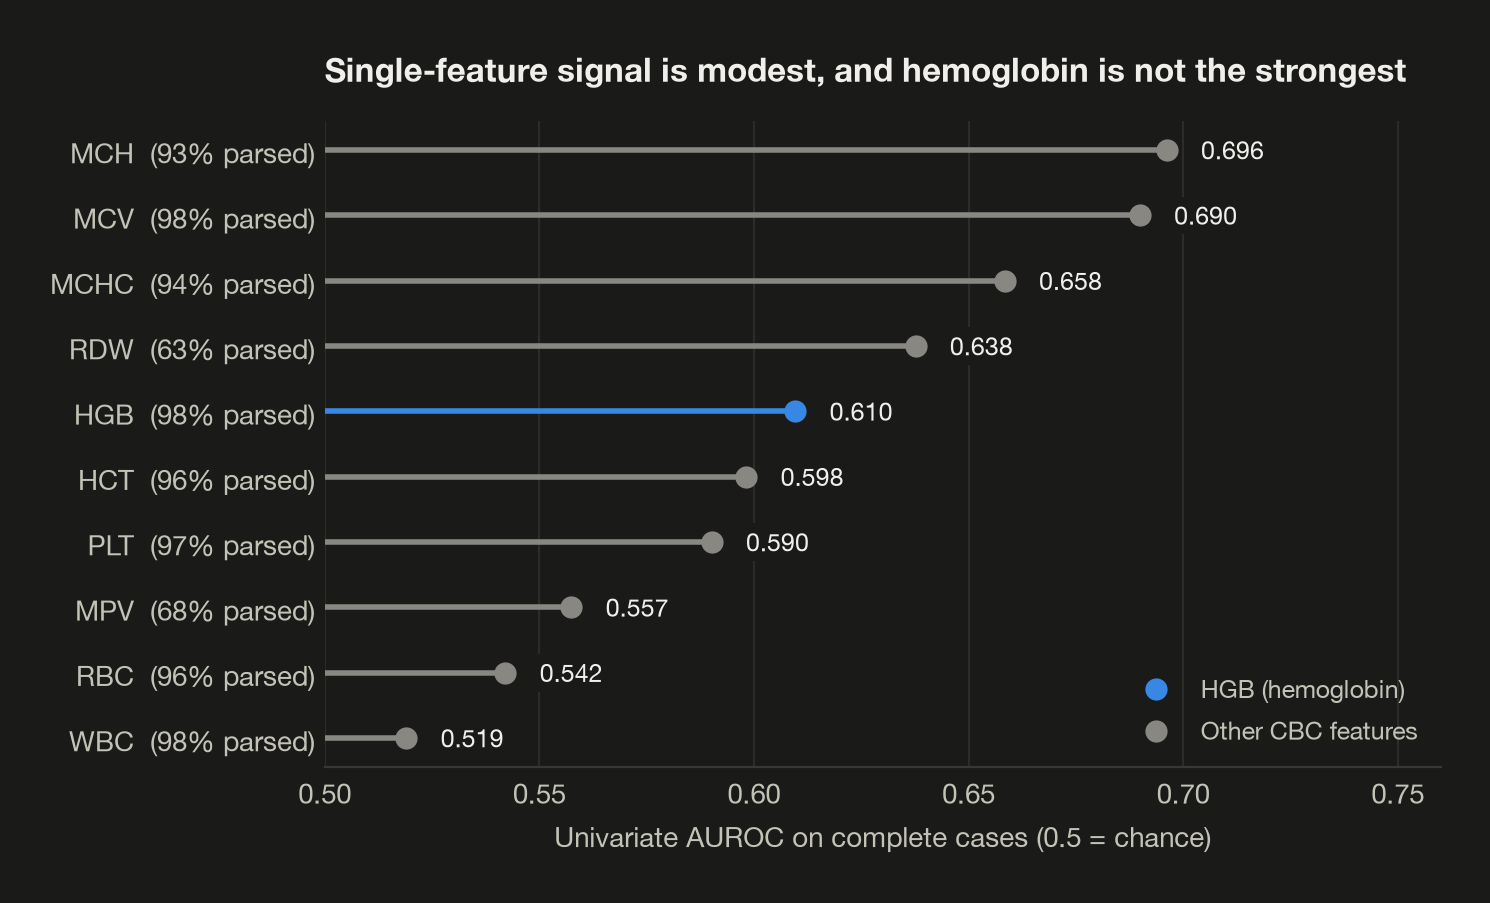 Single-feature signal is modest, and hemoglobin is not the strongest
MCH (93% parsed) 0.696
MCV (98% parsed) 0.690
MCHC (94% parsed) 0.658
RDW (63% parsed) 0.638
HGB (98% parsed) 0.610
HCT (96% parsed) 0.598
PLT (97% parsed) 0.590
MPV (68% parsed) 0.557
RBC (96% parsed) 0.542
WBC (98% parsed) 0.519
HGB (hemoglobin)
Other CBC features
0.50 0.55 0.60 0.65 0.70 0.75
Univariate AUROC on complete cases (0.5 = chance)